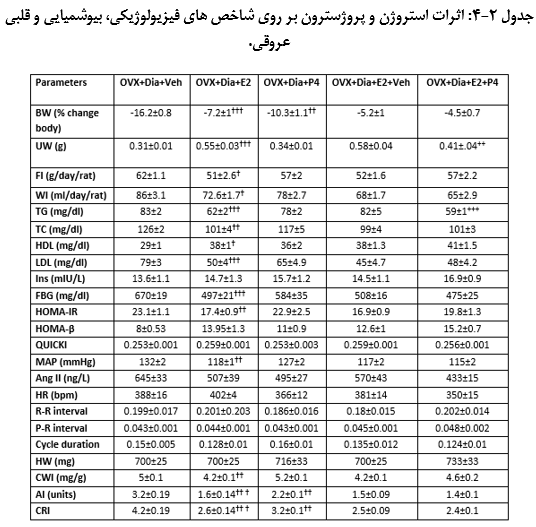 جدول ۲-۴: اثرات استروژن و پروژسترون بر روی شاخص های فیزیولوژیکی، بیوشمیایی و قلبی
عروقی.
Parameters OVX+Dia+Veh OVX+Dia+E2 OVX+Dia+P4 OVX+Dia+E2+Veh OVX+Dia+E2+P4
BW (% change body) -16.2±0.8 -7.2±1††† -10.3±1.1†† -5.2±1 -4.5±0.7
UW (g) 0.31±0.01 0.55±0.03††† 0.34±0.01 0.58±0.04 0.41±.04⁺⁺
FI (g/day/rat) 62±1.1 51±2.6† 57±2 52±1.6 57±2.2
WI (ml/day/rat) 86±3.1 72.6±1.7† 78±2.7 68±1.7 65±2.9
TG (mg/dl) 83±2 62±2††† 78±2 82±5 59±1⁺⁺⁺
TC (mg/dl) 126±2 101±4†† 117±5 99±4 101±3
HDL (mg/dl) 29±1 38±1† 36±2 38±1.3 41±1.5
LDL (mg/dl) 79±3 50±4††† 65±4.9 45±4.7 48±4.2
Ins (mIU/L) 13.6±1.1 14.7±1.3 15.7±1.2 14.5±1.1 16.9±0.9
FBG (mg/dl) 670±19 497±21††† 584±35 508±16 475±25
HOMA-IR 23.1±1.1 17.4±0.9†† 22.9±2.5 16.9±0.9 19.8±1.3
HOMA-β 8±0.53 13.95±1.3 11±0.9 12.6±1 15.2±0.7
QUICKI 0.253±0.001 0.259±0.001 0.253±0.003 0.259±0.001 0.256±0.001
MAP (mmHg) 132±2 118±1†† 127±2 117±2 115±2
Ang II (ng/L) 645±33 507±39 495±27 570±43 433±15
HR (bpm) 388±16 402±4 366±12 381±14 350±15
R-R interval 0.199±0.017 0.201±0.203 0.186±0.016 0.18±0.015 0.202±0.014
P-R interval 0.043±0.001 0.044±0.001 0.043±0.001 0.045±0.001 0.048±0.002
Cycle duration 0.15±0.005 0.128±0.01 0.16±0.01 0.135±0.012 0.124±0.01
HW (mg) 700±25 700±25 716±33 700±25 733±33
CWI (mg/g) 5±0.1 4.2±0.1†† 5.2±0.1 4.2±0.1 4.6±0.2
AI (units) 3.2±0.19 1.6±0.14†† † 2.2±0.1†† 1.5±0.09 1.4±0.1
CRI 4.2±0.19 2.6±0.14†† † 3.2±0.1†† 2.5±0.09 2.4±0.1